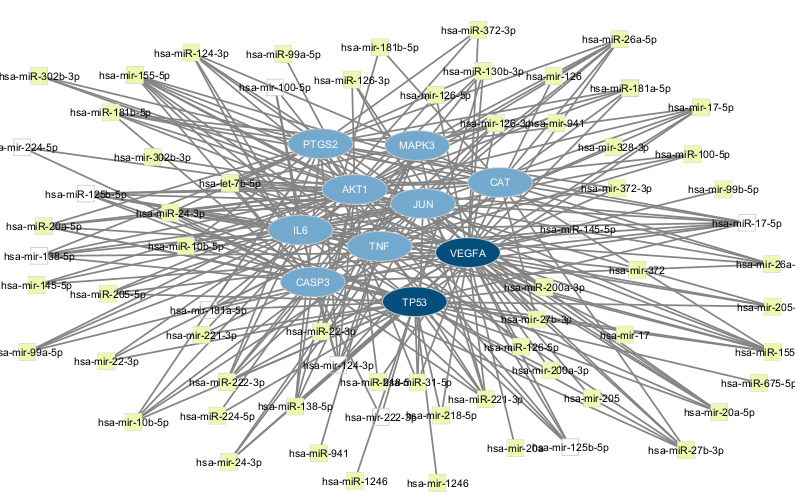 hsa-miR-372-3p
hsa-miR-26a-5p
hsa-miR-124-3p
hsa-miR-99a-5p
hsa-mir-181b-5p
hsa-miR-302b-3p
hsa-mir-155-5p
hsa-mir-100-5p
hsa-miR-126-3p
hsa-miR-130b-3p
hsa-mir-126
hsa-miR-126-5p
hsa-miR-181a-5p
hsa-miR-181b-5p
hsa-mir-17-5p
hsa-mir-126-3p
hsa-mir-941
PTGS2
MAPK3
a-mir-224-5p
hsa-mir-302b-3p
hsa-miR-328-3p
hsa-miR-100-5p
hsa-let-7b-5p
hsa-mir-125b-5p
AKT1
CAT
hsa-mir-372-3p
hsa-miR-99b-5p
JUN
hsa-miR-24-3p
hsa-mir-20a-5p
IL6
hsa-mir-145-5p
hsa-miR-17-5p
hsa-miR-10b-5p
TNF
VEGFA
hsa-mir-138-5p
hsa-mir-26a-
hsa-mir-372
hsa-miR-145-5p
hsa-miR-205-5p
CASP3
hsa-miR-200a-3p
TP53
hsa-mir-205-
hsa-mir-181a-5p
hsa-mir-27b-3p
hsa-miR-221-3p
hsa-miR-22-3p
hsa-mir-17
sa-mir-99a-5p
hsa-mir-22-3p
hsa-mir-124-3p
hsa-mir-126-5p
hsa-miR-155
hsa-mir-200a-3p
hsa-miR-222-3p
hsa-miR-31-5p
hsa-miR-675-5p
hsa-mir-205
hsa-mir-221-3p
hsa-mir-10b-5p
hsa-miR-224-5p
hsa-miR-138-5p
hsa-mir-222-3p
hsa-mir-218-5p
hsa-miR-20a-5p
hsa-mir-20a
hsa-mir-125b-5p
hsa-miR-27b-3p
hsa-mir-24-3p
hsa-miR-941
hsa-miR-1246
hsa-mir-1246